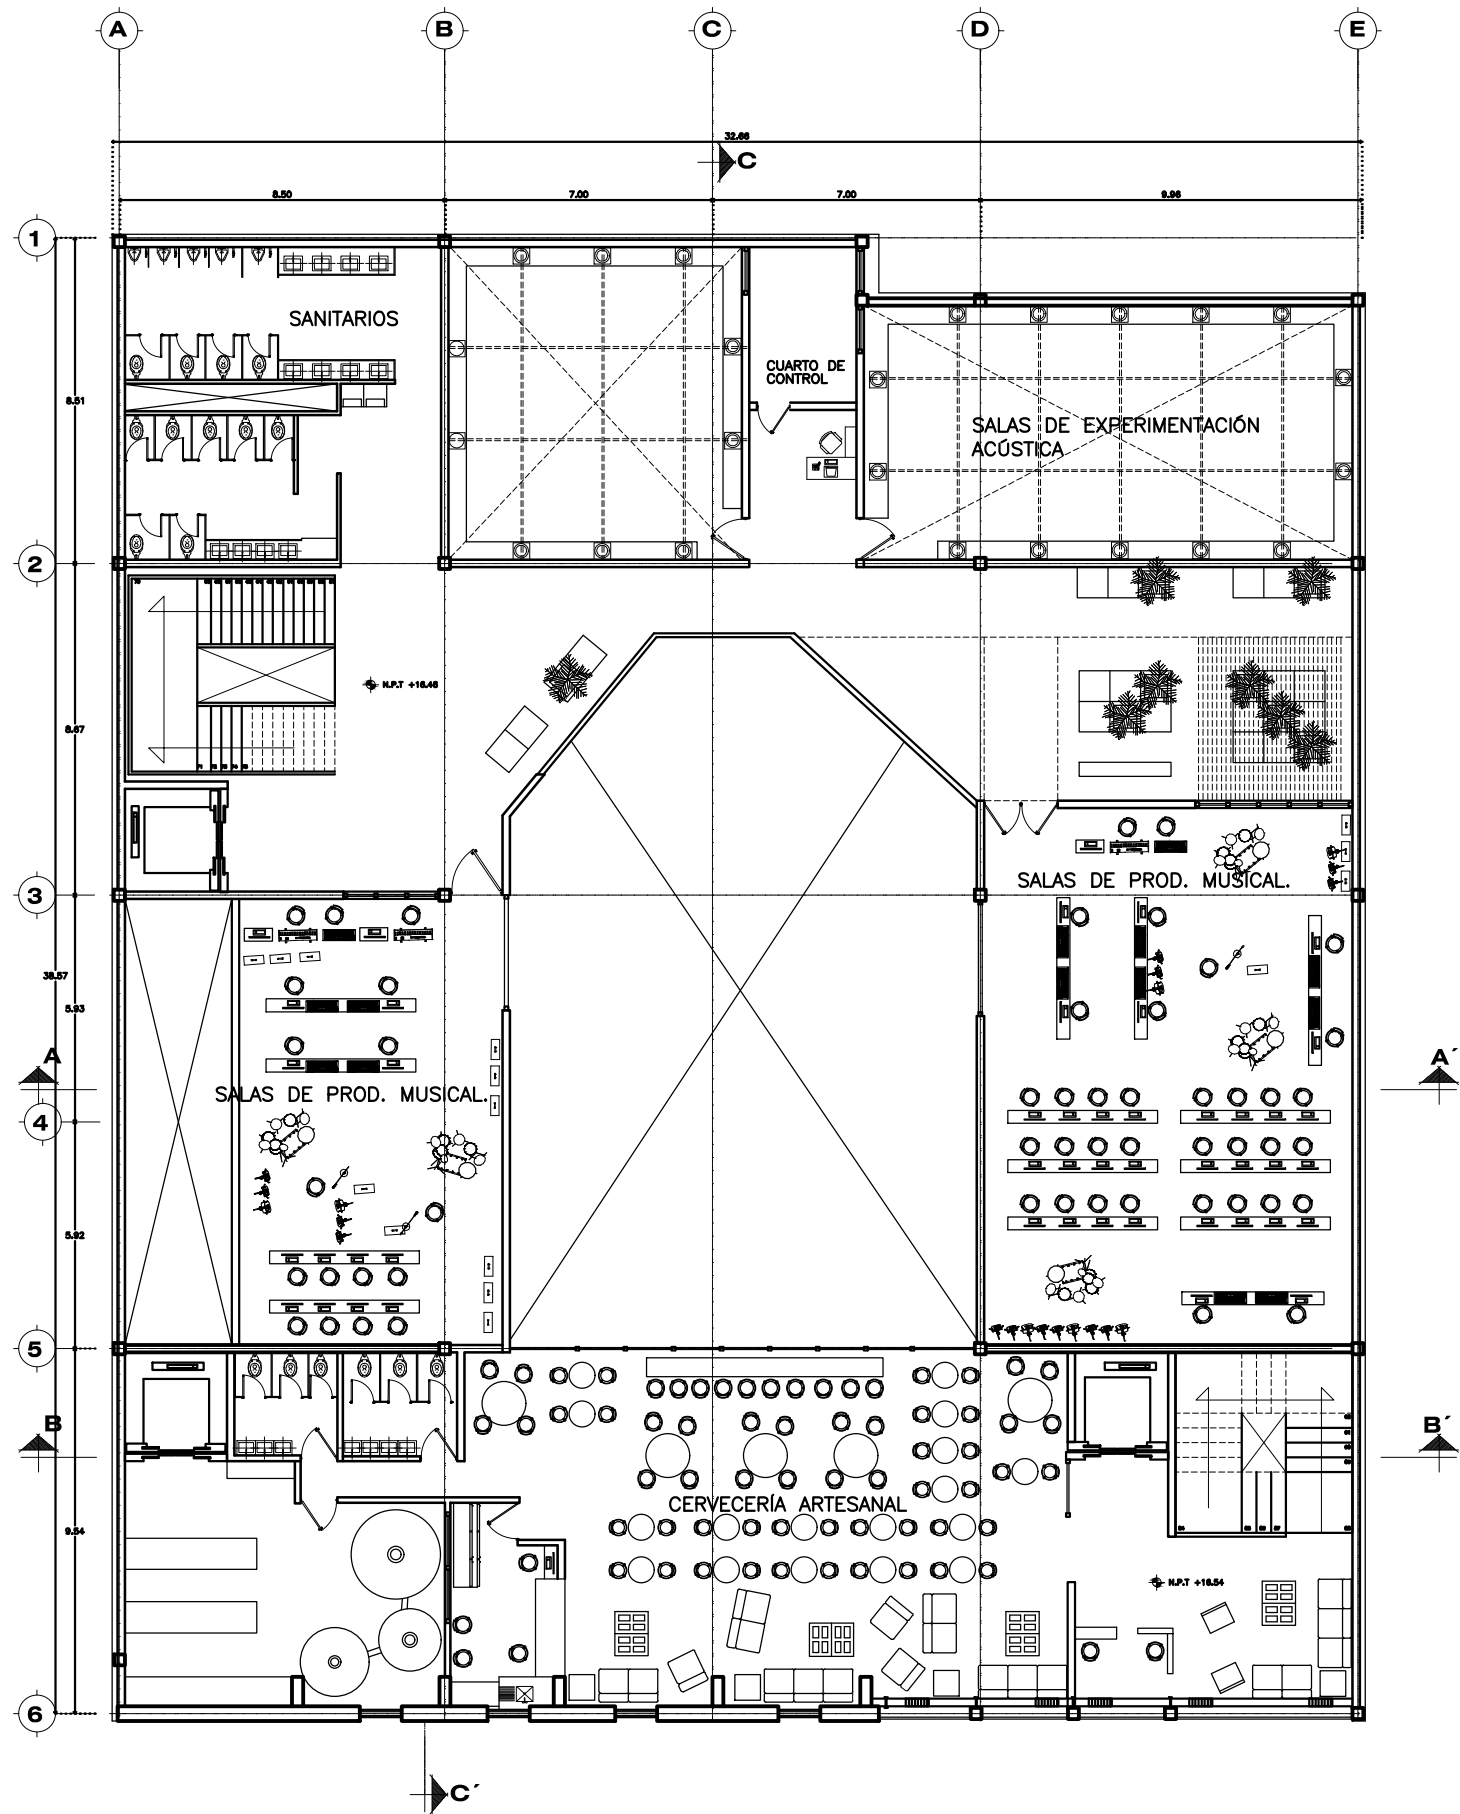 A B C D E
32.66
C
8.50 7.00 7.00 9.96
1
SANITARIOS
CUARTO DE
CONTROL
8.51
SALAS DE EXPERIMENTACIÓN
ACÚSTICA
2
N.P.T +16.46
8.67
3
SALAS DE PROD. MUSICAL.
38.57
5.93
A
A´
SALAS DE PROD. MUSICAL.
4
5.92
5
B
B´
CERVECERÍA ARTESANAL
9.54
N.P.T +16.54
6
C´